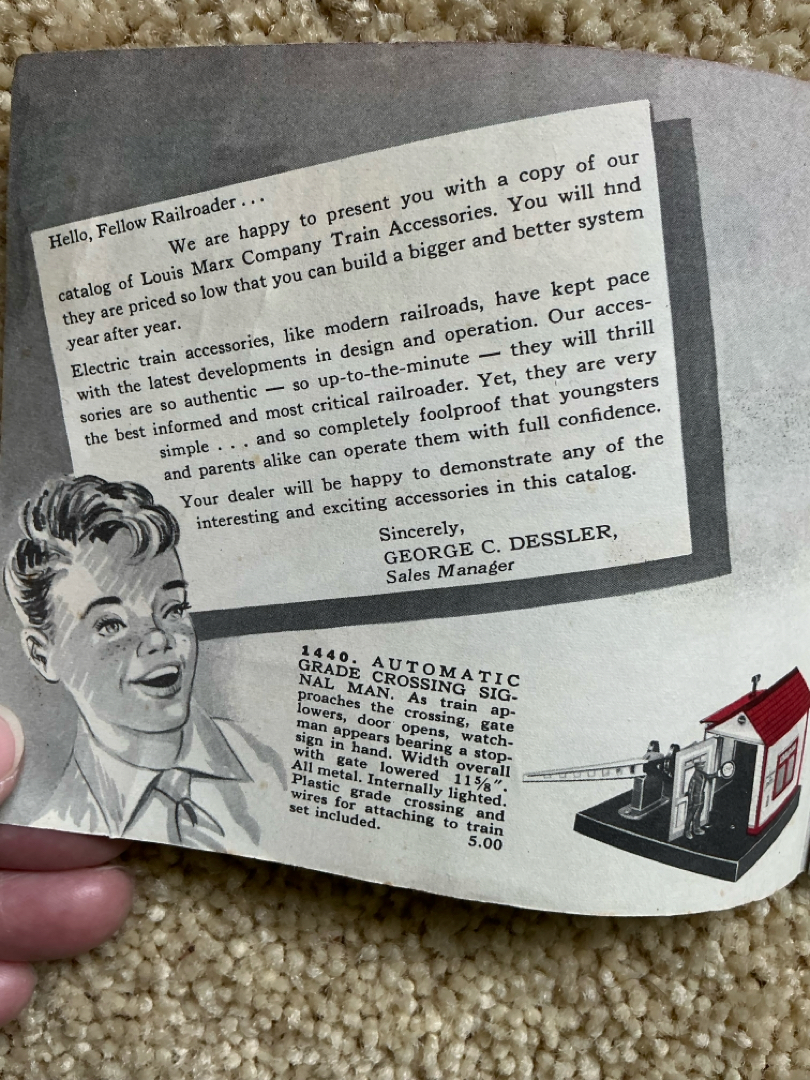 Hello, Fellow Railroader . . .
We are happy to present you with a copy of our
catalog of Louis Marx Company Train Accessories. You will find
they are priced so low that you can build a bigger and better system
year after year.
Electric train accessories, like modern railroads, have kept pace
with the latest developments in design and operation. Our acces-
sories are so authentic — so up-to-the-minute — they will thrill
the best informed and most critical railroader. Yet, they are very
simple . . . and so completely foolproof that youngsters
and parents alike can operate them with full confidence.
Your dealer will be happy to demonstrate any of the
interesting and exciting accessories in this catalog.
Sincerely,
GEORGE C. DESSLER,
Sales Manager
1440. AUTOMATIC
GRADE CROSSING SIG-
NAL MAN. As train ap-
proaches the crossing, gate
lowers, door opens, watch-
man appears bearing a stop-
sign in hand. Width overall
with gate lowered 11⅝".
All metal. Internally lighted.
Plastic grade crossing and
wires for attaching to train
set included.
5.00